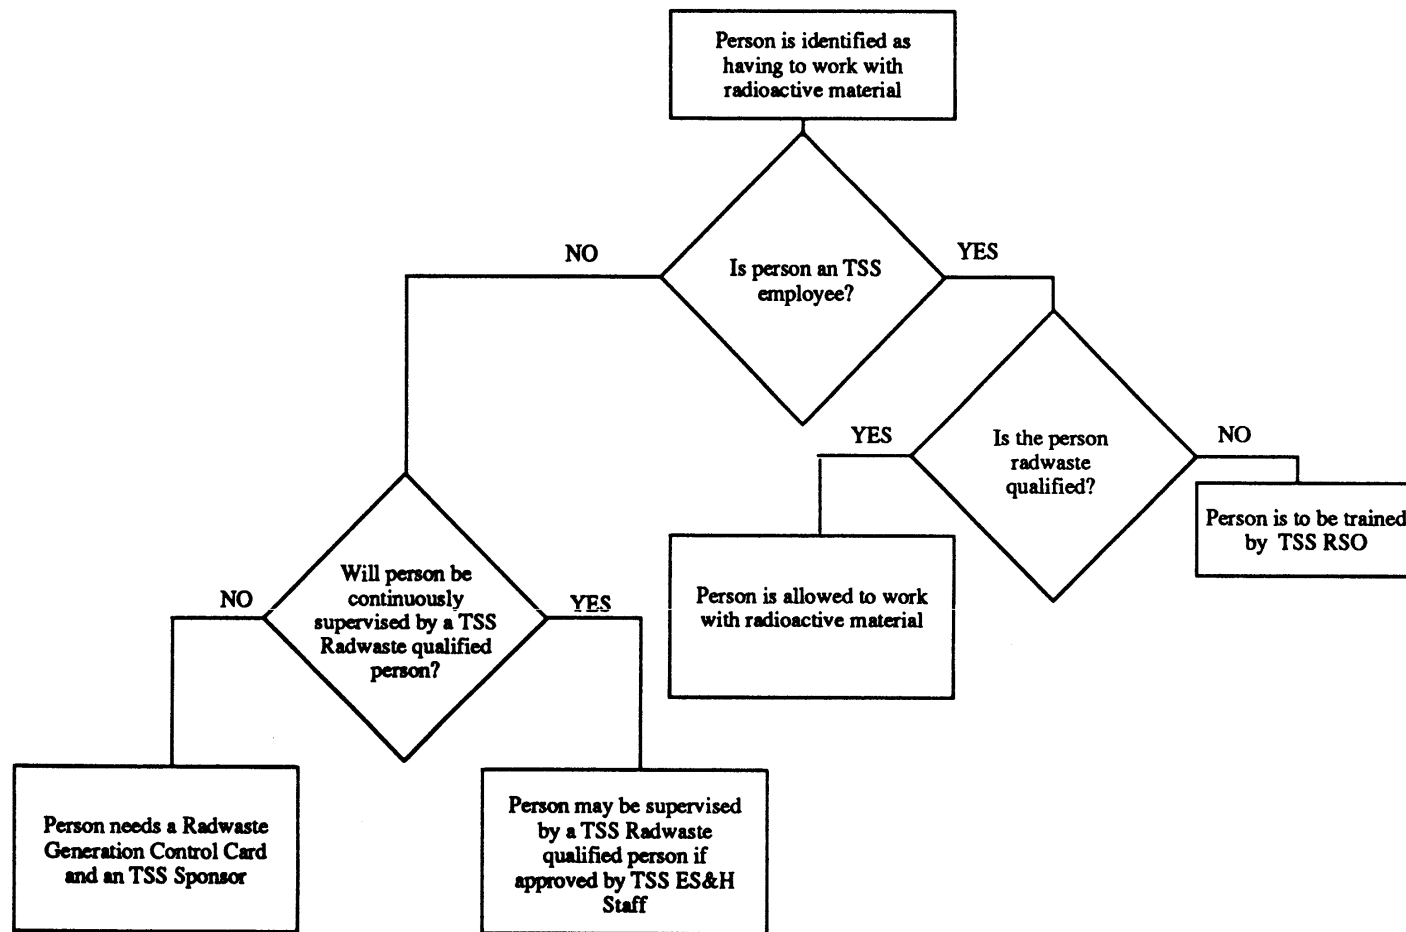 Person is identified as
having to work with
radioactive material
NO
YES
Is person an TSS
employee?
YES
Is the person
radwaste
qualified?
NO
Person is to be trained
by TSS RSO
Person is allowed to work
with radioactive material
NO
Will person be
continuously
supervised by a TSS
Radwaste qualified
person?
YES
Person needs a Radwaste
Generation Control Card
and an TSS Sponsor
Person may be supervised
by a TSS Radwaste
qualified person if
approved by TSS ES&H
Staff